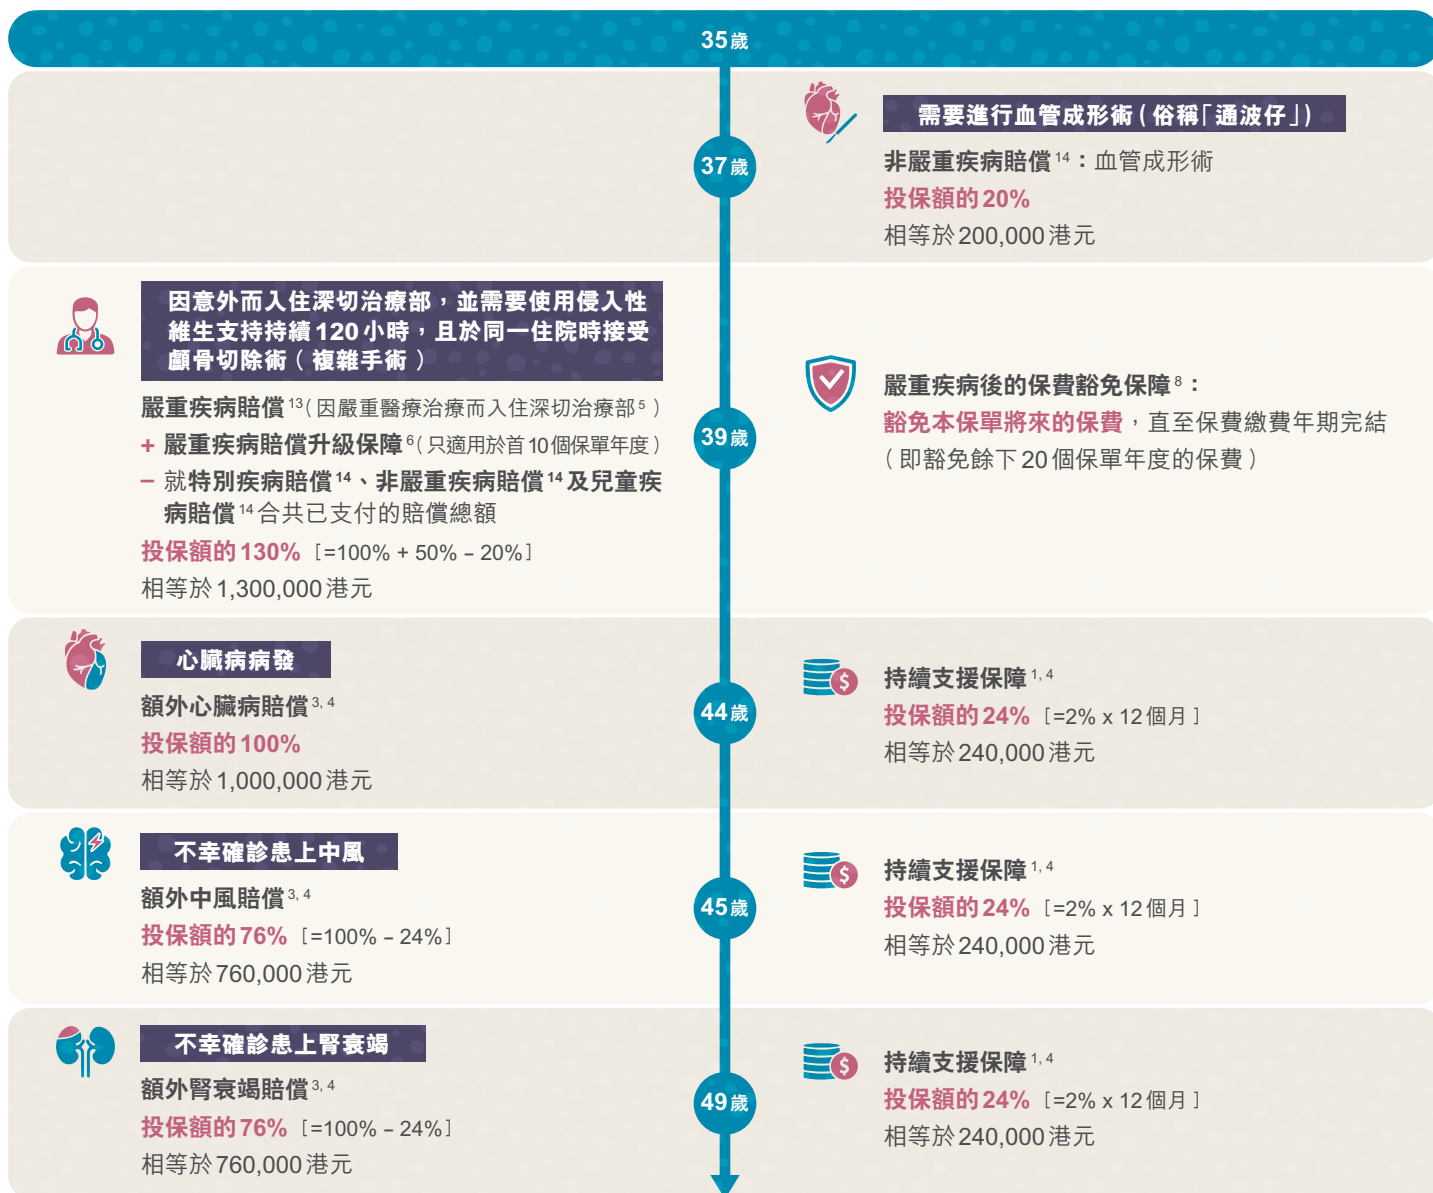 35歲
37歲
需要進行血管成形術(俗稱「通波仔」)
非嚴重疾病賠償14：血管成形術
投保額的20%
相等於200,000港元
39歲
因意外而入住深切治療部，並需要使用侵入性
維生支持持續120小時，且於同一住院時接受
顱骨切除術（複雜手術）
嚴重疾病賠償13（因嚴重醫療治療而入住深切治療部5）
+ 嚴重疾病賠償升級保障6（只適用於首10個保單年度）
– 就特別疾病賠償14、非嚴重疾病賠償14及兒童疾
病賠償14合共已支付的賠償總額
投保額的130% [=100% + 50% – 20%]
相等於1,300,000港元
嚴重疾病後的保費豁免保障8：
豁免本保單將來的保費，直至保費繳費年期完結
（即豁免餘下20個保單年度的保費）
44歲
心臟病病發
額外心臟病賠償3, 4
投保額的100%
相等於1,000,000港元
持續支援保障1, 4
投保額的24% [=2% x 12個月]
相等於240,000港元
45歲
不幸確診患上中風
額外中風賠償3, 4
投保額的76% [=100% – 24%]
相等於760,000港元
持續支援保障1, 4
投保額的24% [=2% x 12個月]
相等於240,000港元
49歲
不幸確診患上腎衰竭
額外腎衰竭賠償3, 4
投保額的76% [=100% – 24%]
相等於760,000港元
持續支援保障1, 4
投保額的24% [=2% x 12個月]
相等於240,000港元